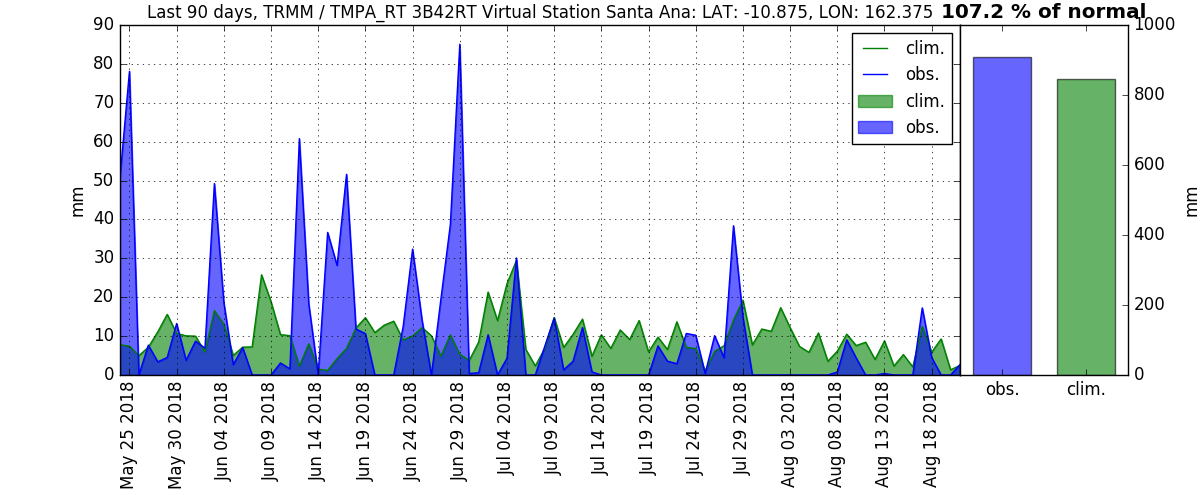 Last 90 days, TRMM / TMPA_RT 3B42RT Virtual Station Santa Ana: LAT: -10.875, LON: 162.375 107.2 % of normal
90
80
70
60
50
40
30
20
10
0
mm
clim.
obs.
clim.
obs.
1000
800
600
400
200
0
mm
obs. clim.
May 25 2018
May 30 2018
Jun 04 2018
Jun 09 2018
Jun 14 2018
Jun 19 2018
Jun 24 2018
Jun 29 2018
Jul 04 2018
Jul 09 2018
Jul 14 2018
Jul 19 2018
Jul 24 2018
Jul 29 2018
Aug 03 2018
Aug 08 2018
Aug 13 2018
Aug 18 2018